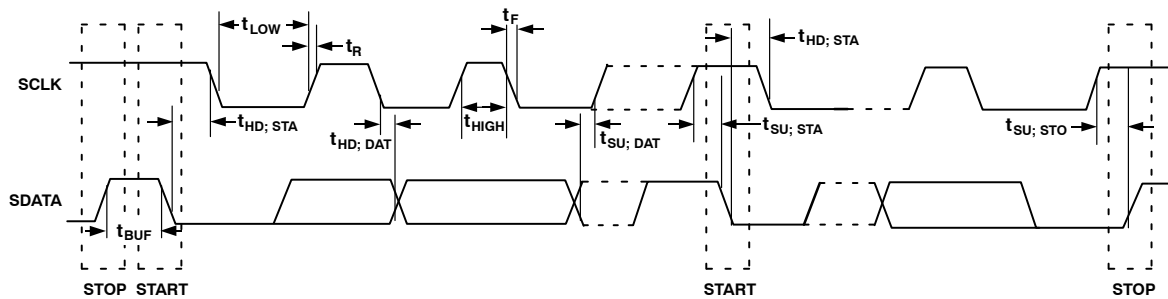 tLOW
tR
tF
tHD; STA
SCLK
tHD; STA
tHD; DAT
tHIGH
tSU; DAT
tSU; STA
tSU; STO
SDATA
tBUF
STOP START
START
STOP